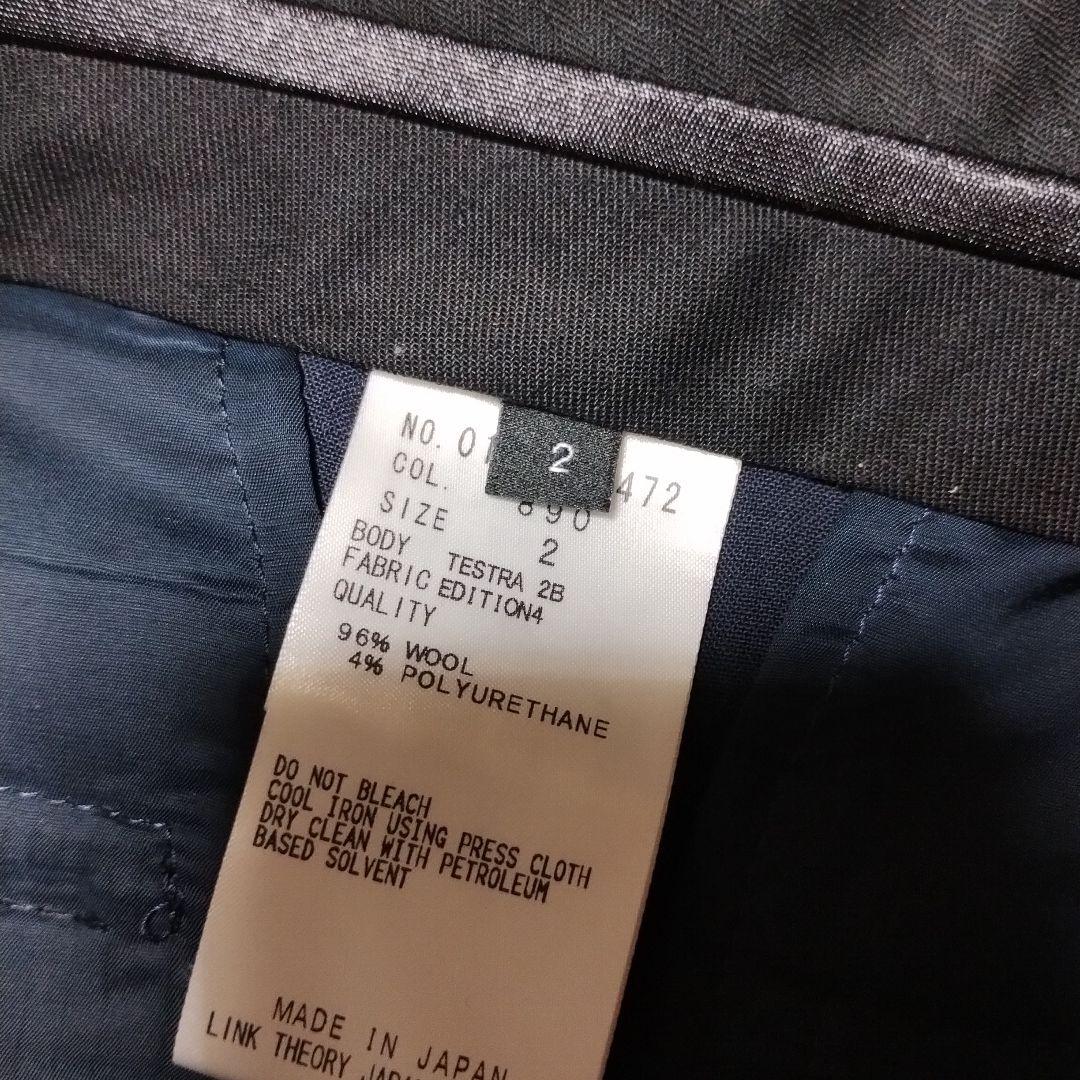 NO. 01 472
2
COL. 890
SIZE 2
BODY TESTRA 2B
FABRIC EDITION4
QUALITY
96% WOOL
4% POLYURETHANE
DO NOT BLEACH
COOL IRON USING PRESS CLOTH
DRY CLEAN WITH PETROLEUM
BASED SOLVENT
MADE IN JAPAN
LINK THEORY JAPA